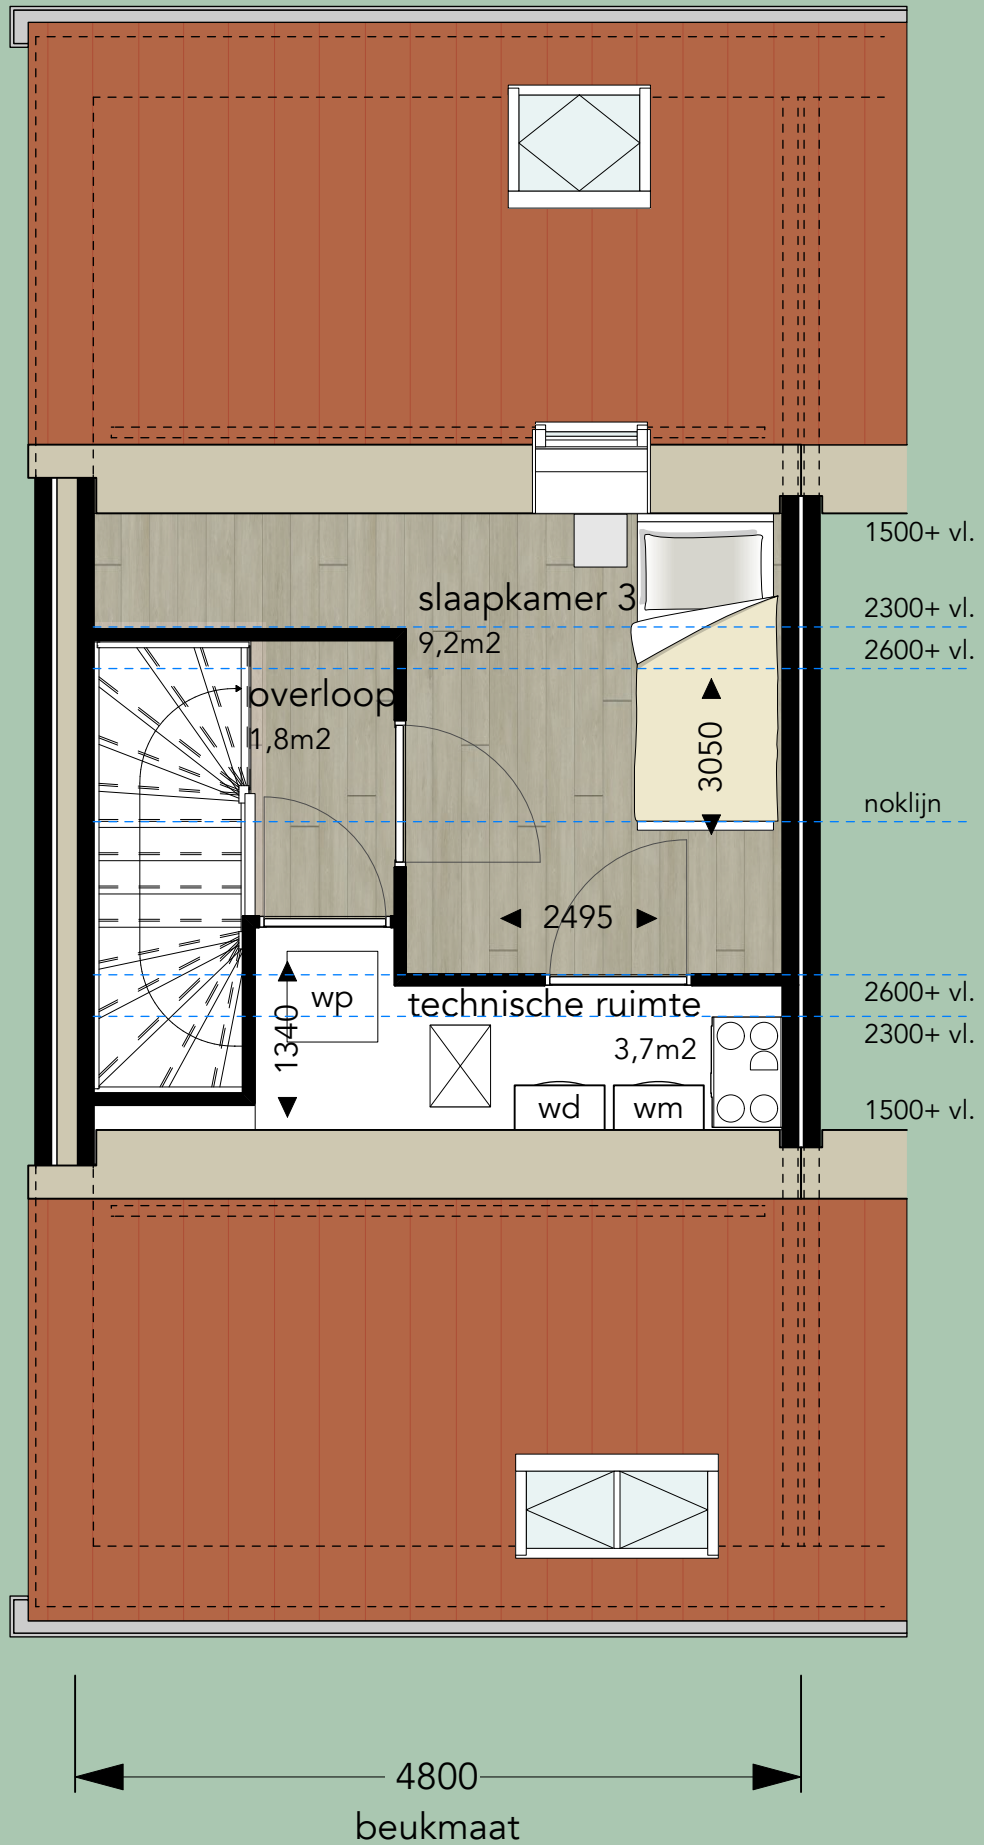 1500+ vl.
slaapkamer 3
9,2m2
2300+ vl.
2600+ vl.
overloop
1,8m2
3050
noklijn
2495
wp
technische ruimte
3,7m2
1340
2600+ vl.
2300+ vl.
wd
wm
1500+ vl.
4800
beukmaat